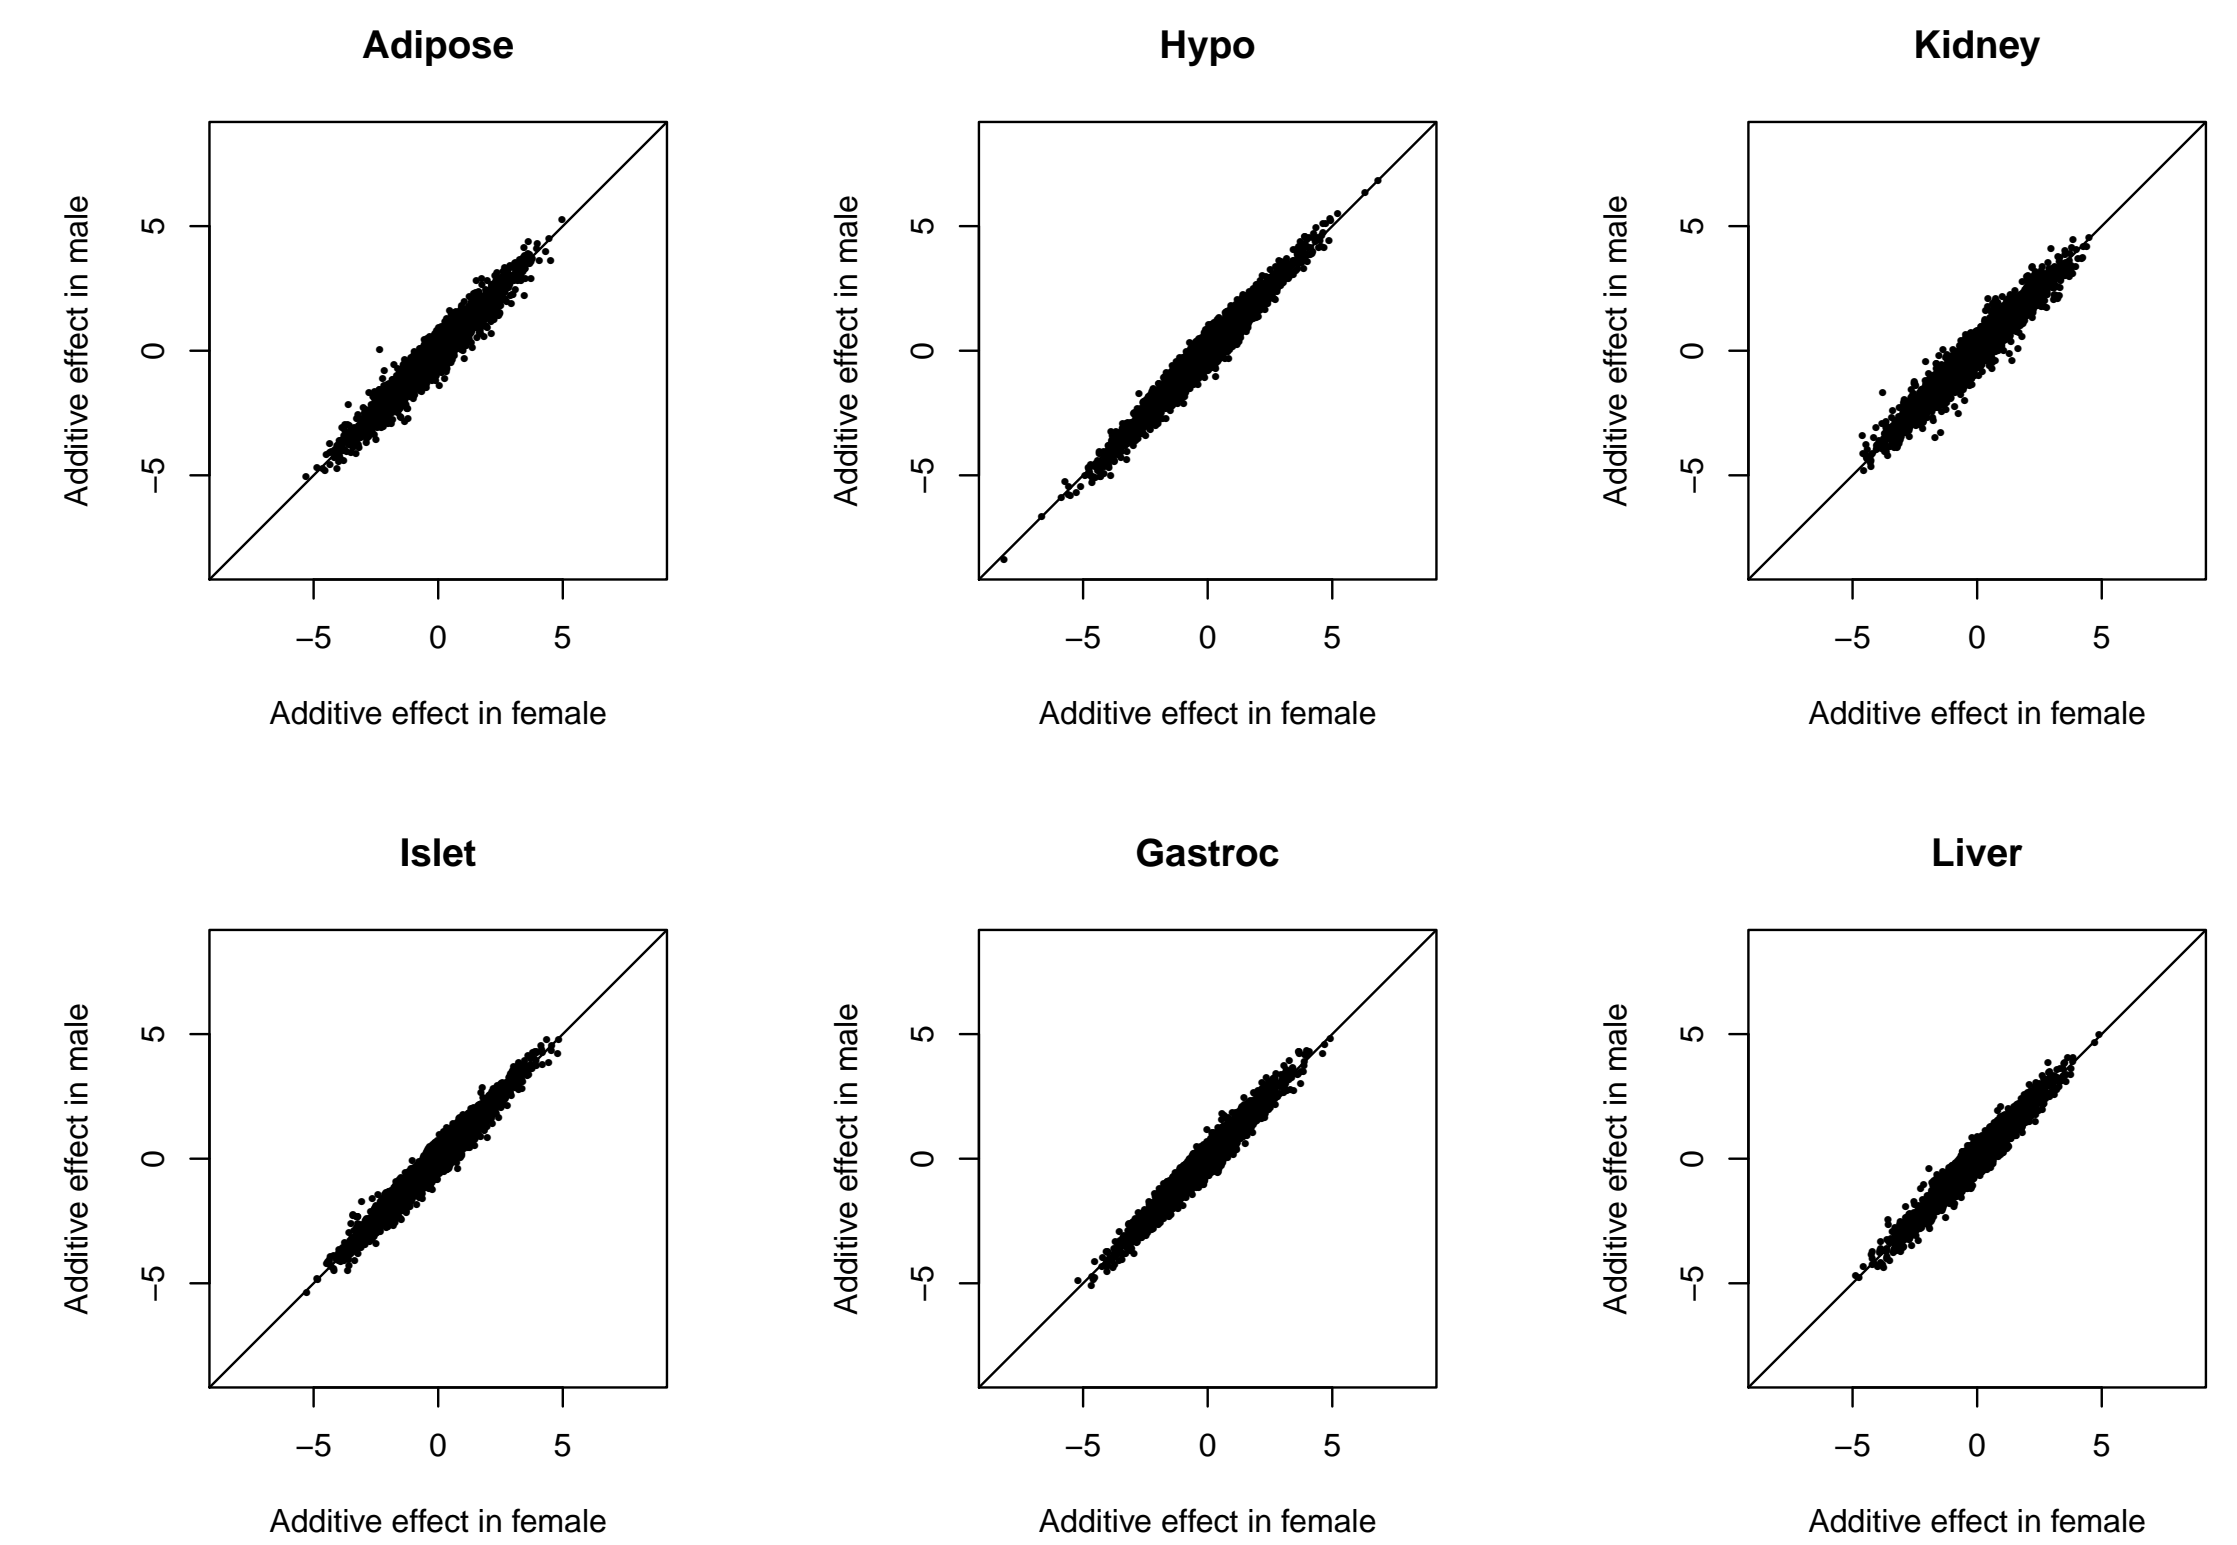 Adipose
Hypo
Kidney
Additive effect in male
5
0
−5
−5 0 5
Additive effect in female
Additive effect in male
5
0
−5
−5 0 5
Additive effect in female
Additive effect in male
5
0
−5
−5 0 5
Additive effect in female
Islet
Gastroc
Liver
Additive effect in male
5
0
−5
−5 0 5
Additive effect in female
Additive effect in male
5
0
−5
−5 0 5
Additive effect in female
Additive effect in male
5
0
−5
−5 0 5
Additive effect in female